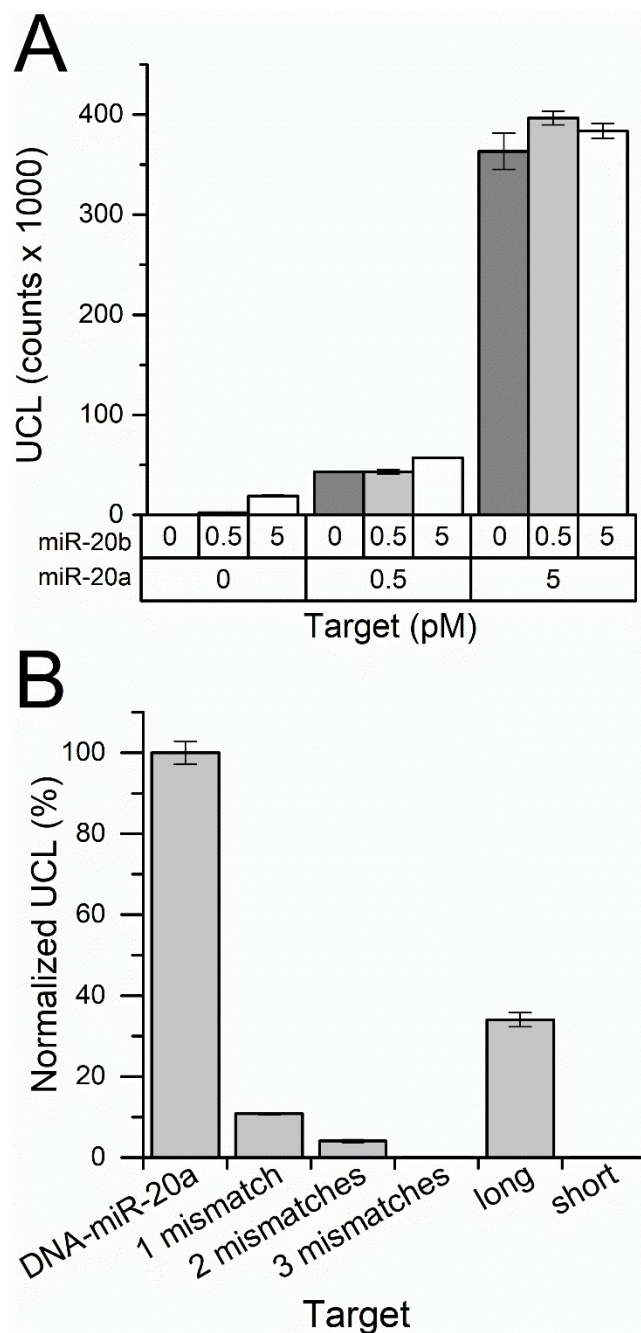 A
UCL (counts x 1000)
400
300
200
100
0
miR-20b 0 0.5 5 0 0.5 5 0 0.5 5
miR-20a 0 0.5 5
Target (pM)
B
Normalized UCL (%)
100
80
60
40
20
0
DNA-miR-20a 1 mismatch 2 mismatches 3 mismatches long short
Target